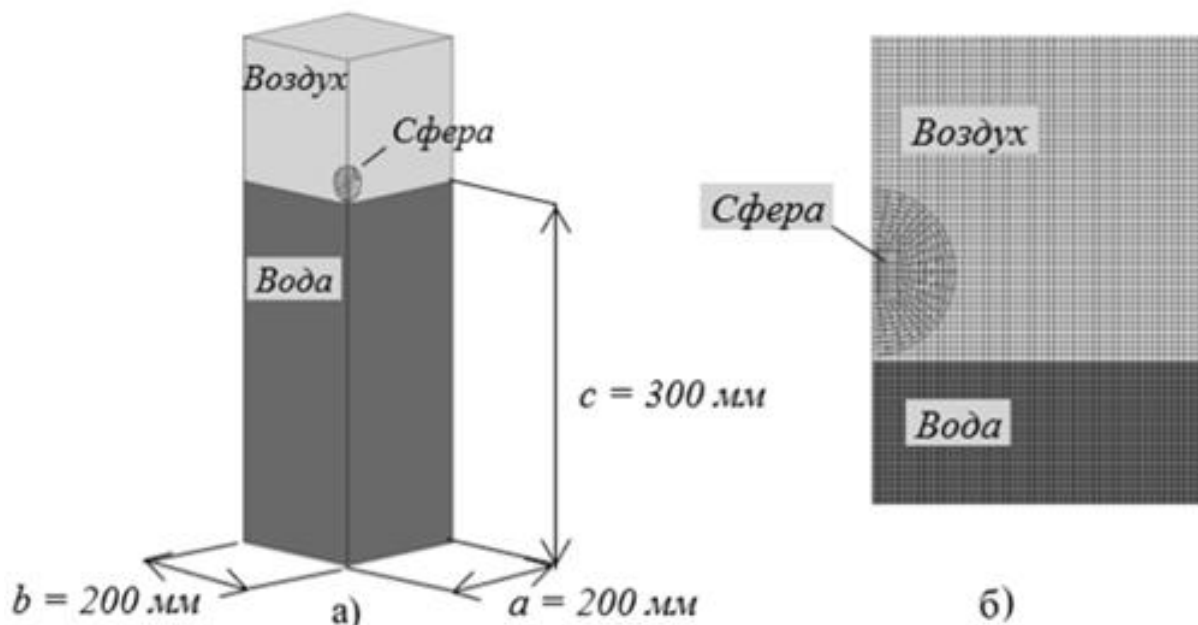 Воздух
Сфера
Вода
c = 300 мм
b = 200 мм
a = 200 мм
а)
Воздух
Сфера
Вода
б)